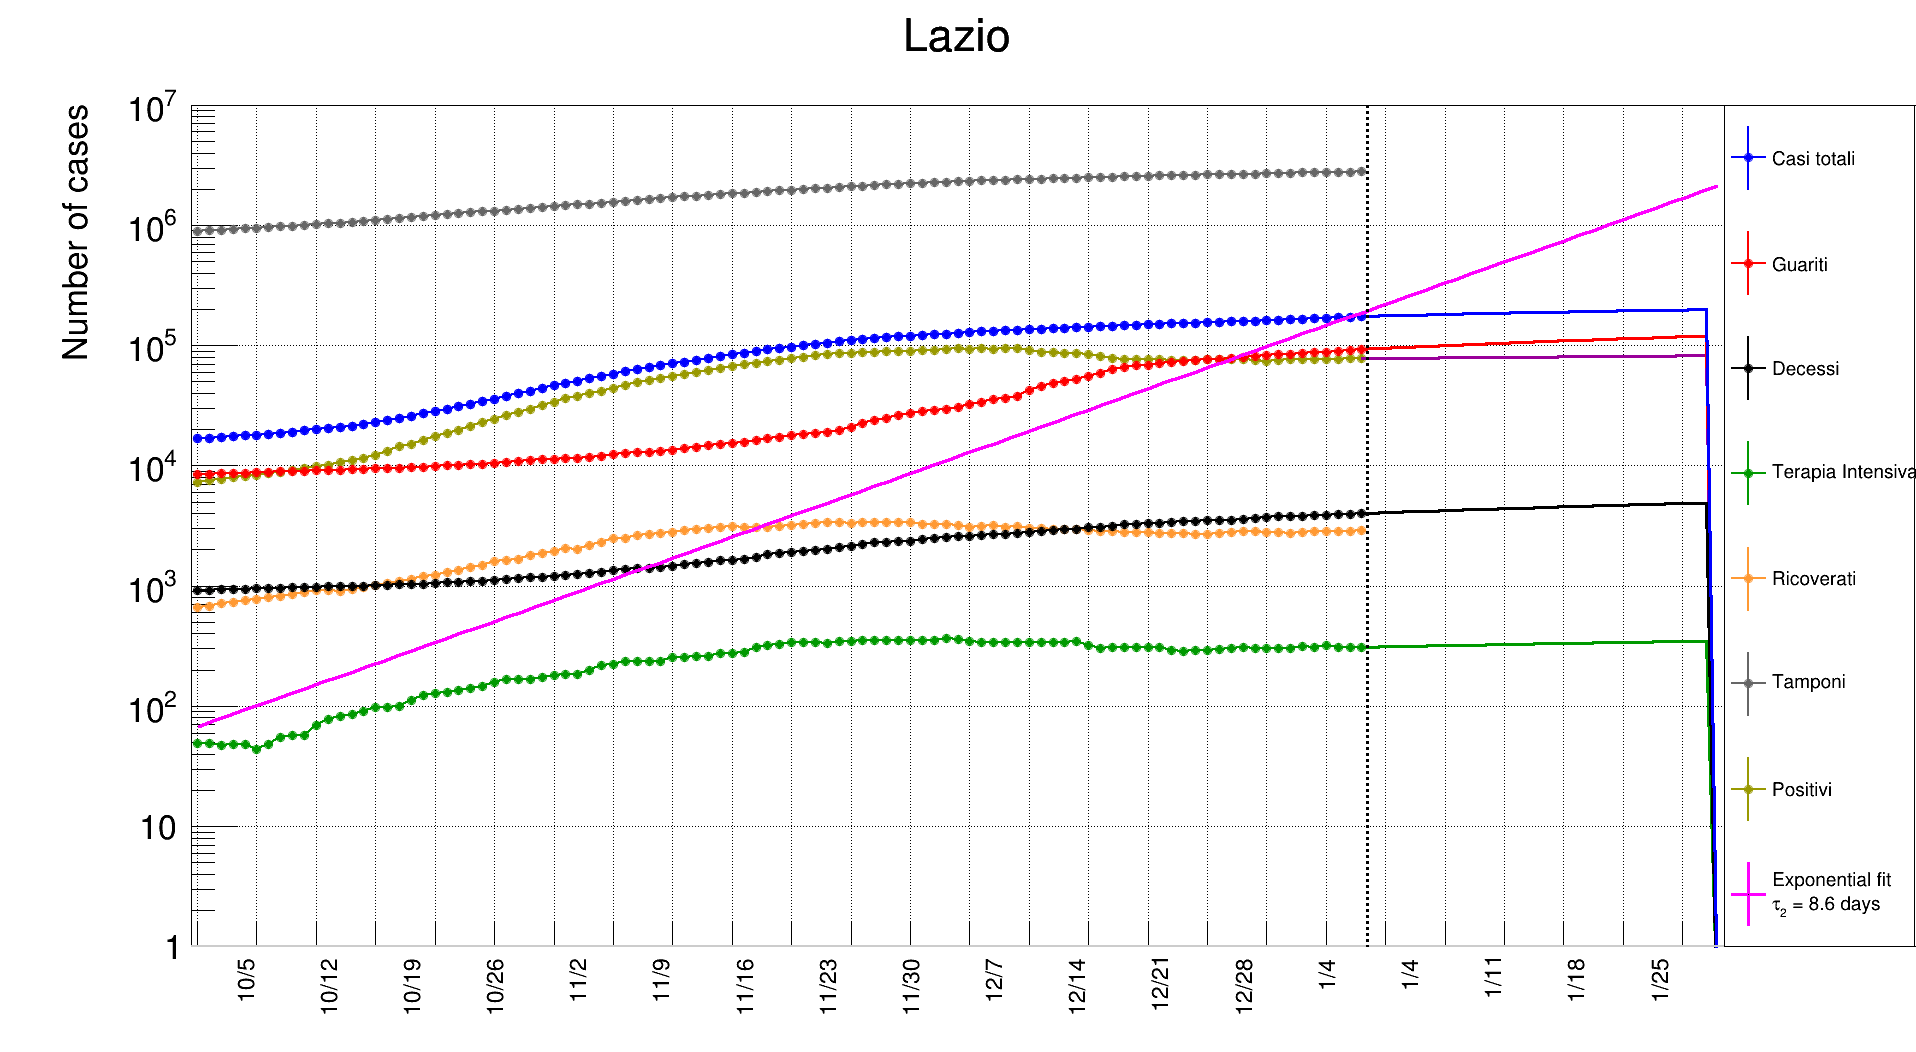 Lazio
Number of cases
10^7
10^6
10^5
10^4
10^3
10^2
10
1
10/5
10/12
10/19
10/26
11/2
11/9
11/16
11/23
11/30
12/7
12/14
12/21
12/28
1/4
1/4
1/11
1/18
1/25
Casi totali
Guariti
Decessi
Terapia Intensiva
Ricoverati
Tamponi
Positivi
Exponential fit
τ₂ = 8.6 days